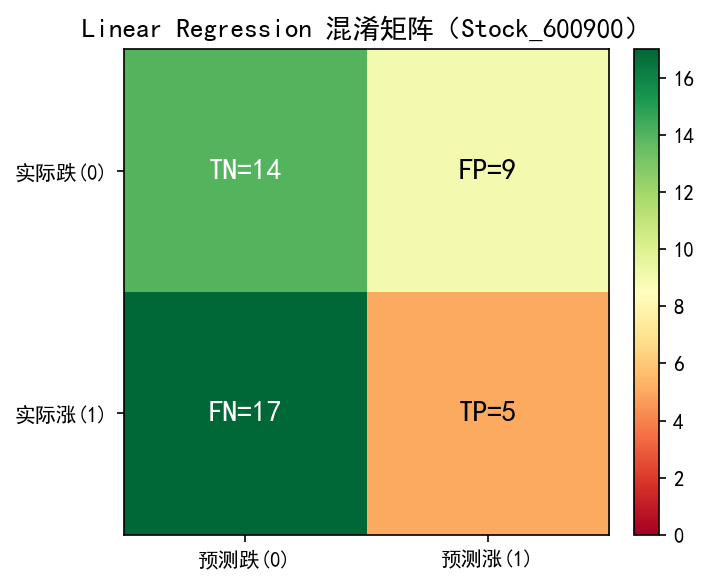 Linear Regression 混淆矩阵（Stock_600900）
实际跌(0)
TN=14
FP=9
实际涨(1)
FN=17
TP=5
预测跌(0)
预测涨(1)
16
14
12
10
8
6
4
2
0